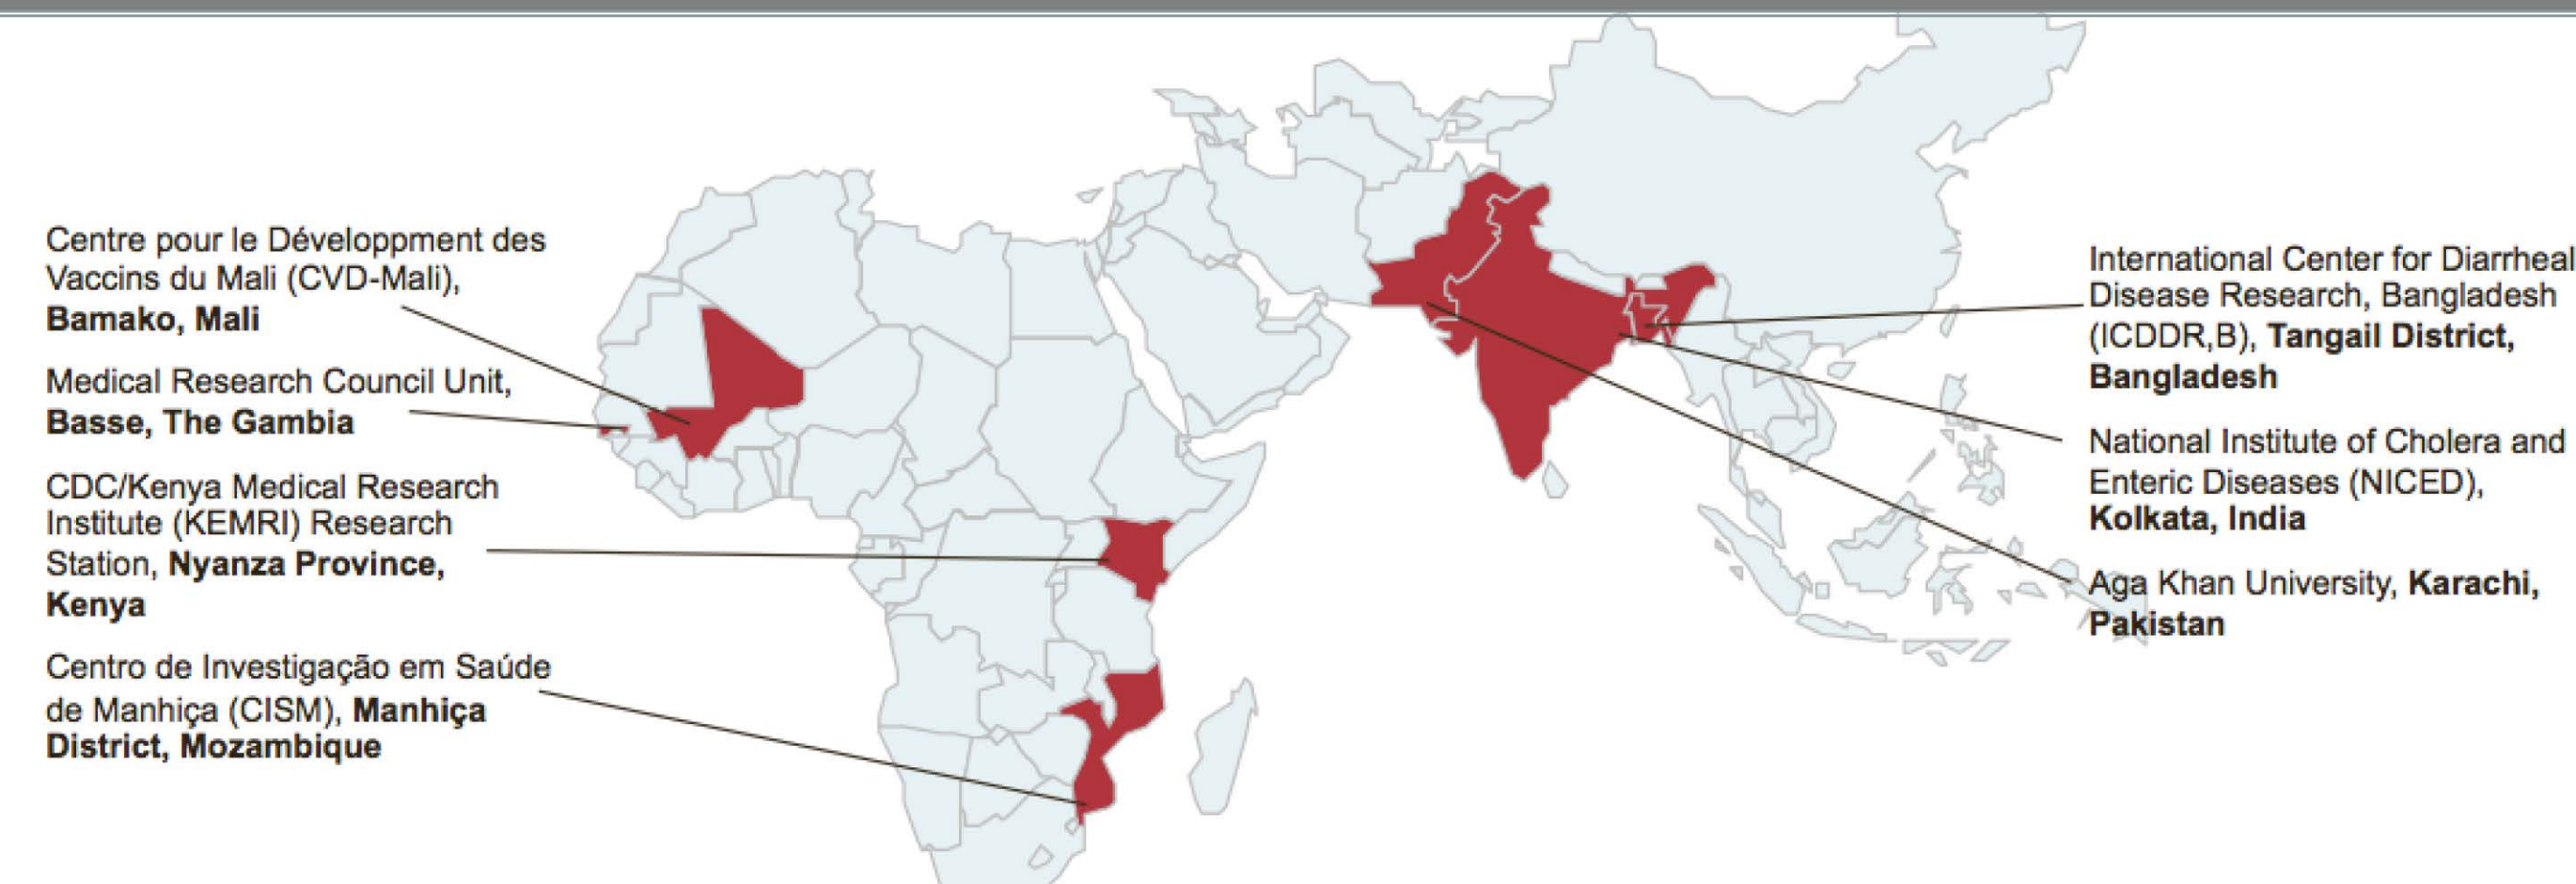 Centre pour le Développment des
Vaccins du Mali (CVD-Mali),
Bamako, Mali
Medical Research Council Unit,
Basse, The Gambia
CDC/Kenya Medical Research
Institute (KEMRI) Research
Station, Nyanza Province,
Kenya
Centro de Investigação em Saúde
de Manhiça (CISM), Manhiça
District, Mozambique
International Center for Diarrheal
Disease Research, Bangladesh
(ICDDR,B), Tangail District,
Bangladesh
National Institute of Cholera and
Enteric Diseases (NICED),
Kolkata, India
Aga Khan University, Karachi,
Pakistan